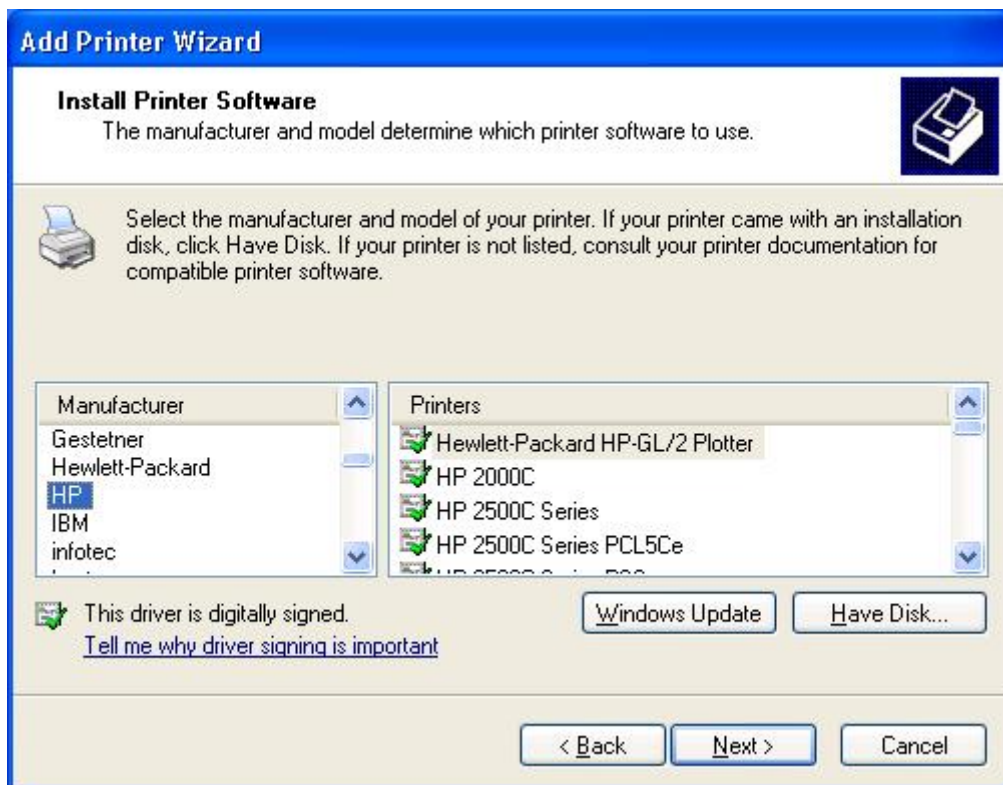 Add Printer Wizard
Install Printer Software
The manufacturer and model determine which printer software to use.
Select the manufacturer and model of your printer. If your printer came with an installation
disk, click Have Disk. If your printer is not listed, consult your printer documentation for
compatible printer software.
Manufacturer
Gestetner
Hewlett-Packard
HP
IBM
infotec
Printers
Hewlett-Packard HP-GL/2 Plotter
HP 2000C
HP 2500C Series
HP 2500C Series PCL5Ce
This driver is digitally signed.
Tell me why driver signing is important
Windows Update
Have Disk...
< Back
Next >
Cancel